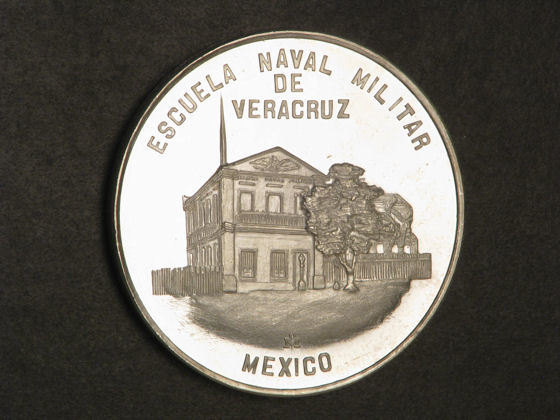 ESCUELA NAVAL MILITAR
DE
VERACRUZ
MEXICO